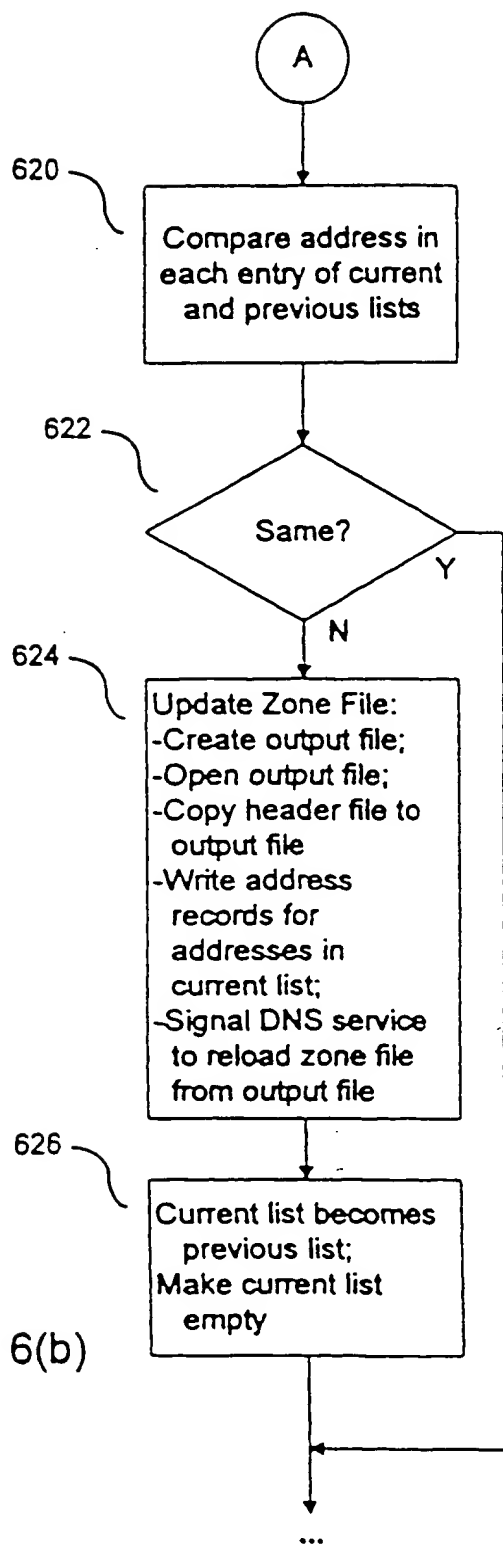 A
620
Compare address in
each entry of current
and previous lists
622
Same?
Y
N
624
Update Zone File:
-Create output file;
-Open output file;
-Copy header file to
output file
-Write address
records for
addresses in
current list;
-Signal DNS service
to reload zone file
from output file
626
Current list becomes
previous list;
Make current list
empty
6(b)
...